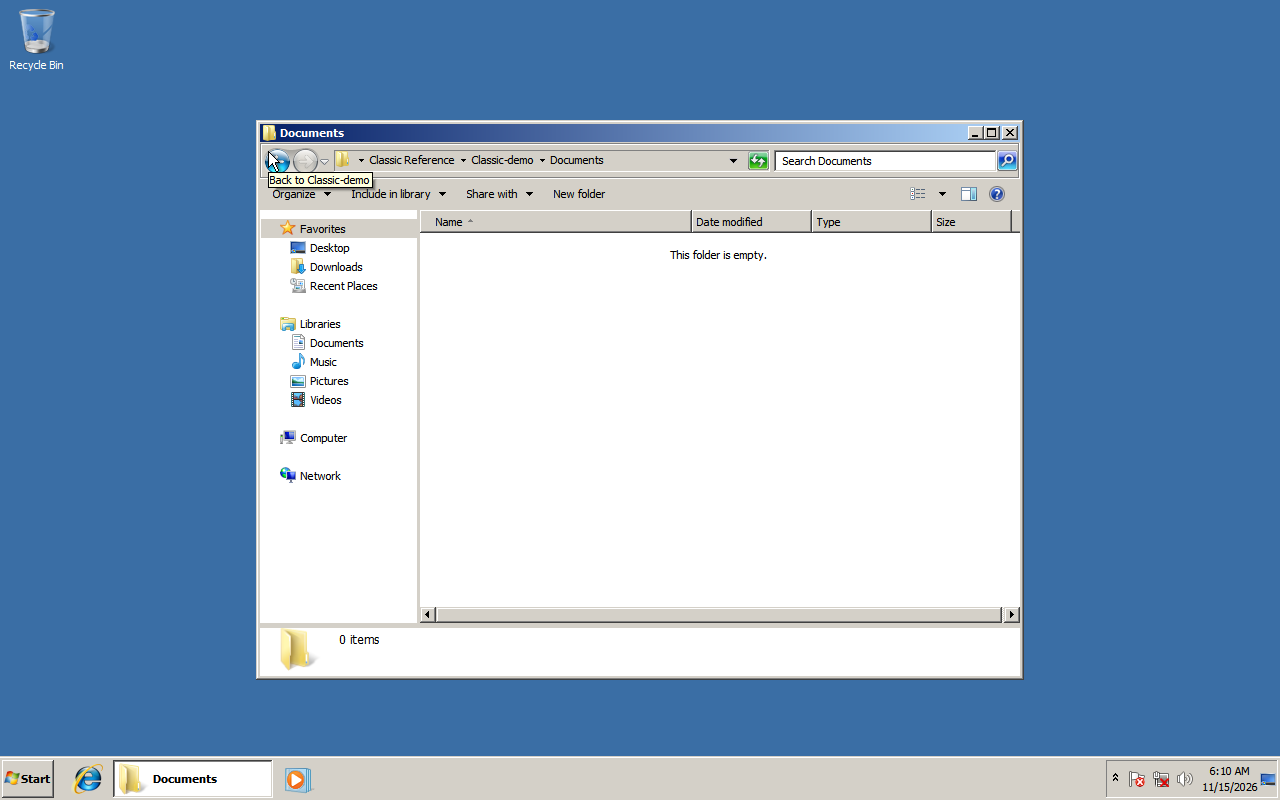 Recycle Bin
Documents
Classic Reference Classic-demo Documents
Search Documents
Back to Classic-demo
Organize Include in library Share with New folder
Name Date modified Type Size
This folder is empty.
Favorites
Desktop
Downloads
Recent Places
Libraries
Documents
Music
Pictures
Videos
Computer
Network
0 items
Start
Documents
6:10 AM
11/15/2026